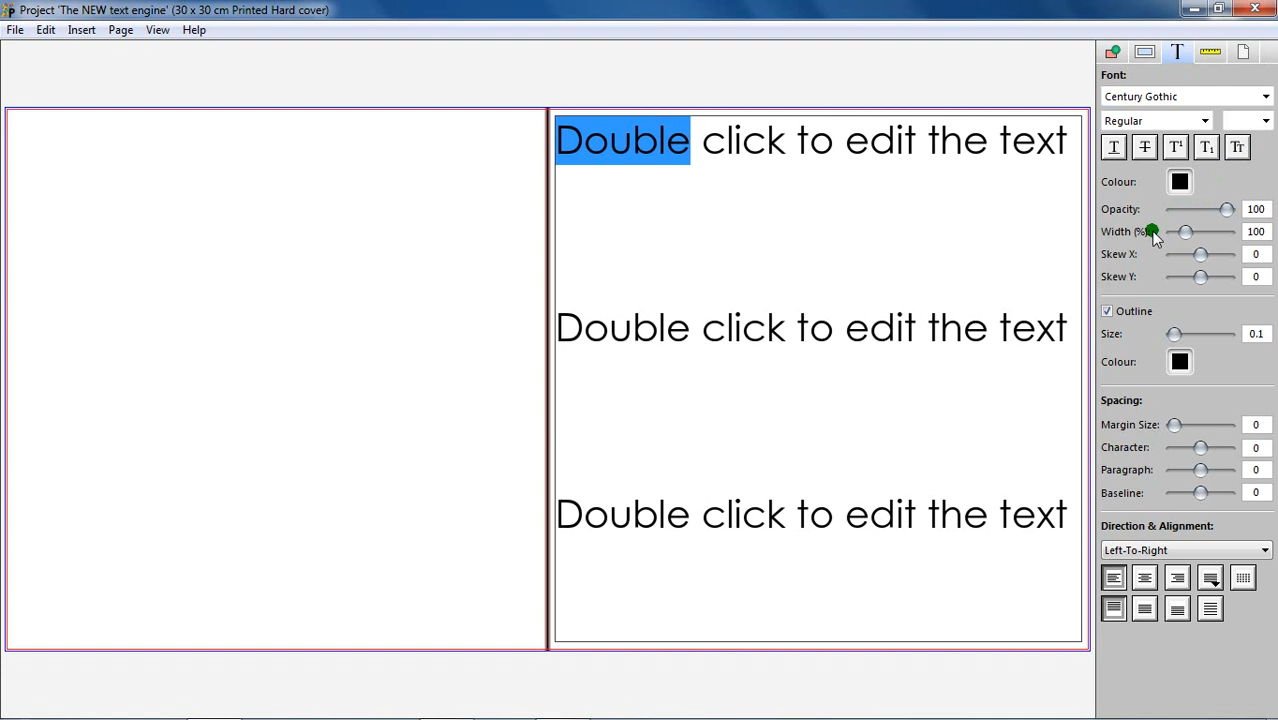 Project 'The NEW text engine' (30 x 30 cm Printed Hard cover)
File Edit Insert Page View Help
T
Font:
Century Gothic
Regular
T T T¹ T₁ Tr
Colour:
Opacity: 100
Width (%): 100
Skew X: 0
Skew Y: 0
Outline
Size: 0.1
Colour:
Spacing:
Margin Size: 0
Character: 0
Paragraph: 0
Baseline: 0
Direction & Alignment:
Left-To-Right
Double click to edit the text
Double click to edit the text
Double click to edit the text